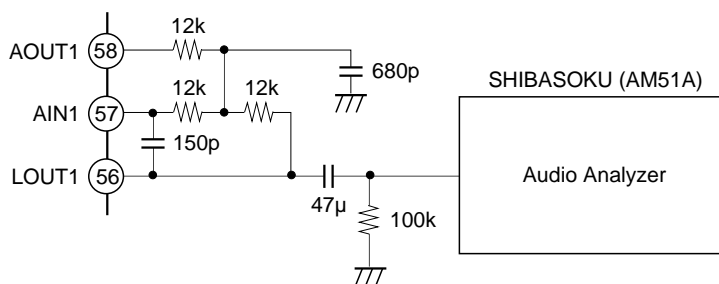 12k
AOUT1 58
680p
12k 12k
AIN1 57
150p
LOUT1 56
47µ
100k
SHIBASOKU (AM51A)
Audio Analyzer